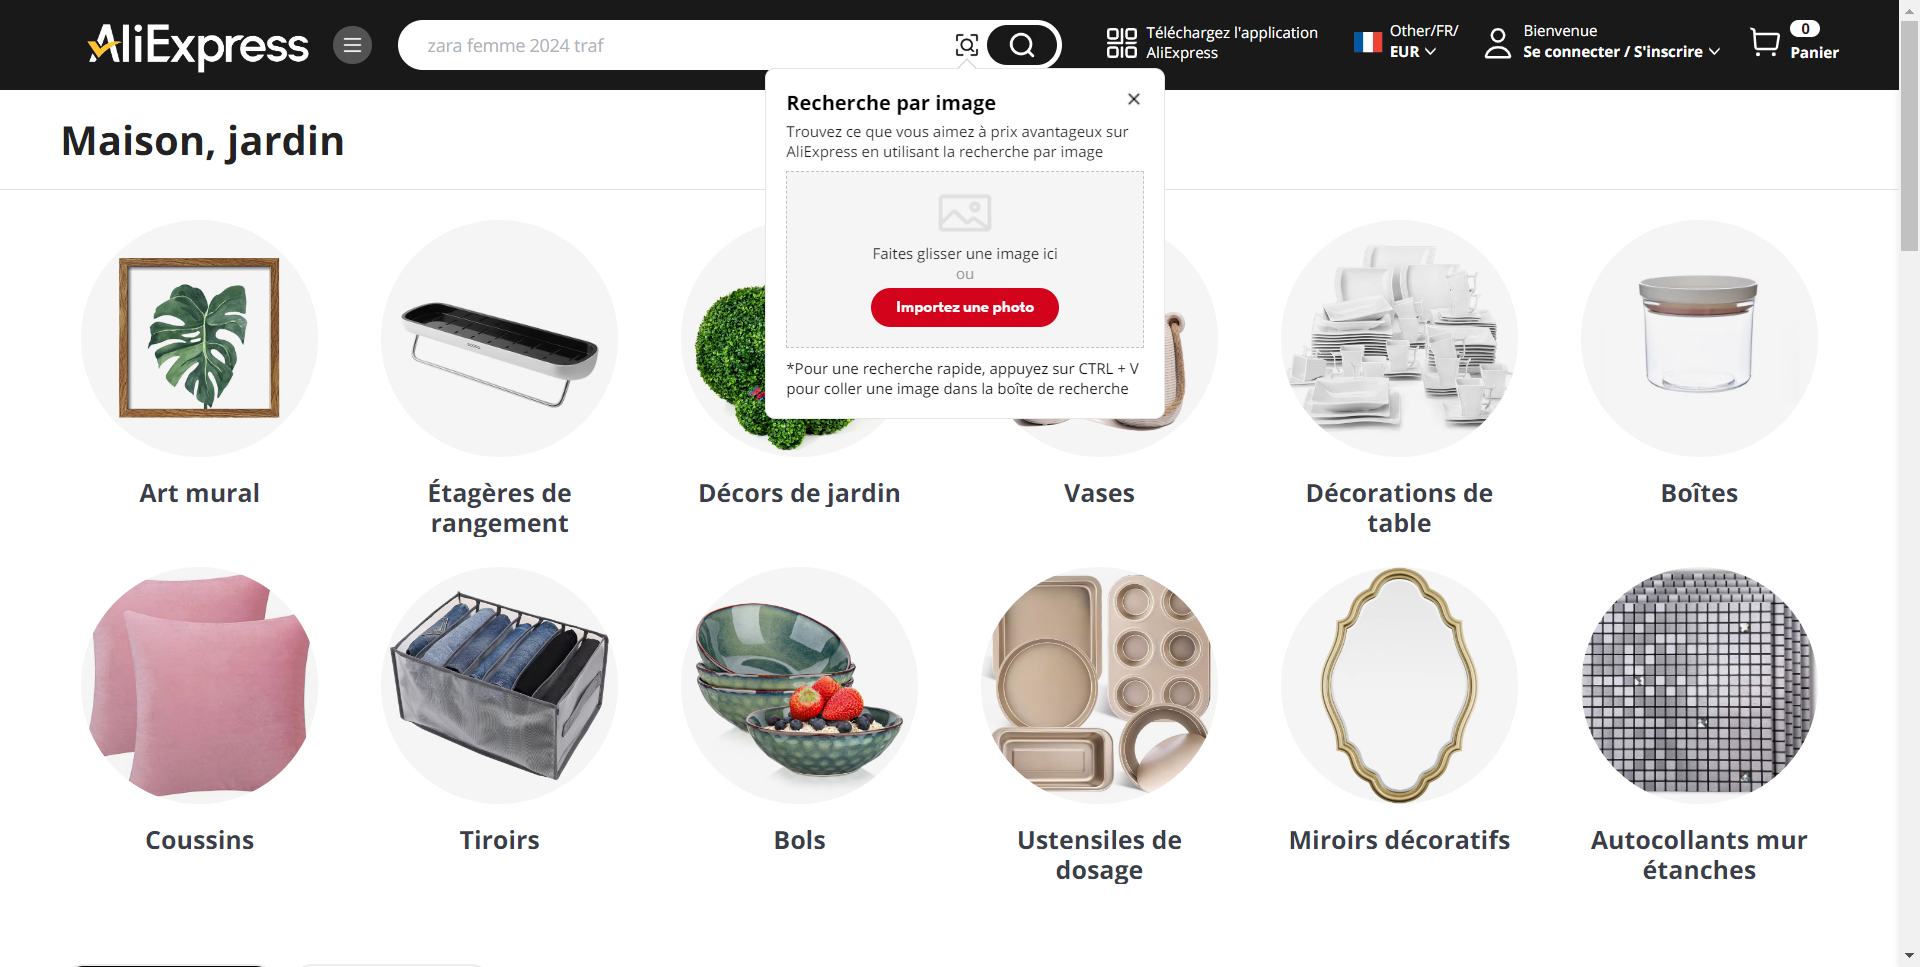 AliExpress
zara femme 2024 traf
Téléchargez l'application
AliExpress
Other/FR/
EUR
Bienvenue
Se connecter / S'inscrire
0
Panier
Recherche par image
Trouvez ce que vous aimez à prix avantageux sur
AliExpress en utilisant la recherche par image
Faites glisser une image ici
ou
Importez une photo
*Pour une recherche rapide, appuyez sur CTRL + V
pour coller une image dans la boîte de recherche
Maison, jardin
Art mural
Étagères de
rangement
Décors de jardin
Vases
Décorations de
table
Boîtes
Coussins
Tiroirs
Bols
Ustensiles de
dosage
Miroirs décoratifs
Autocollants mur
étanches